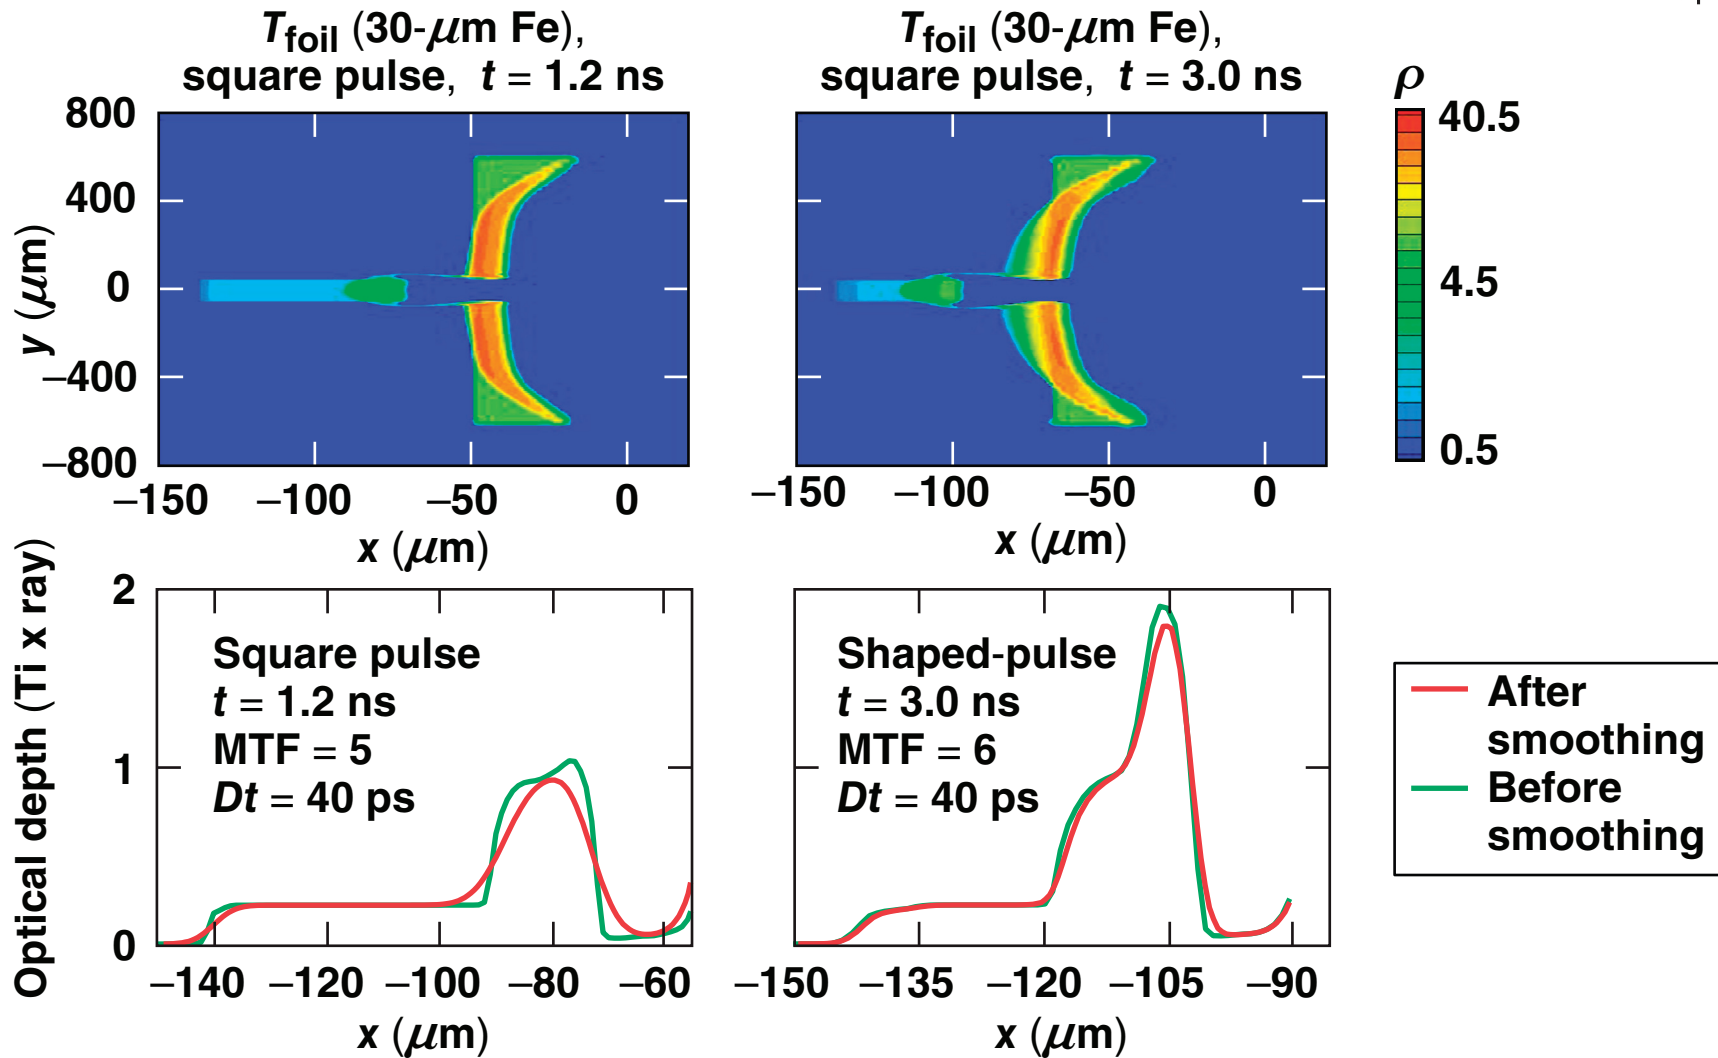 T_foil (30-μm Fe),
square pulse, t = 1.2 ns
T_foil (30-μm Fe),
square pulse, t = 3.0 ns
ρ
40.5
4.5
0.5
y (μm)
800
400
0
−400
−800
−150
−100
−50
0
x (μm)
−150
−100
−50
0
x (μm)
Optical depth (Ti x ray)
2
1
0
Square pulse
t = 1.2 ns
MTF = 5
Dt = 40 ps
−140
−120
−100
−80
−60
x (μm)
Shaped-pulse
t = 3.0 ns
MTF = 6
Dt = 40 ps
−150
−135
−120
−105
−90
x (μm)
After
smoothing
Before
smoothing